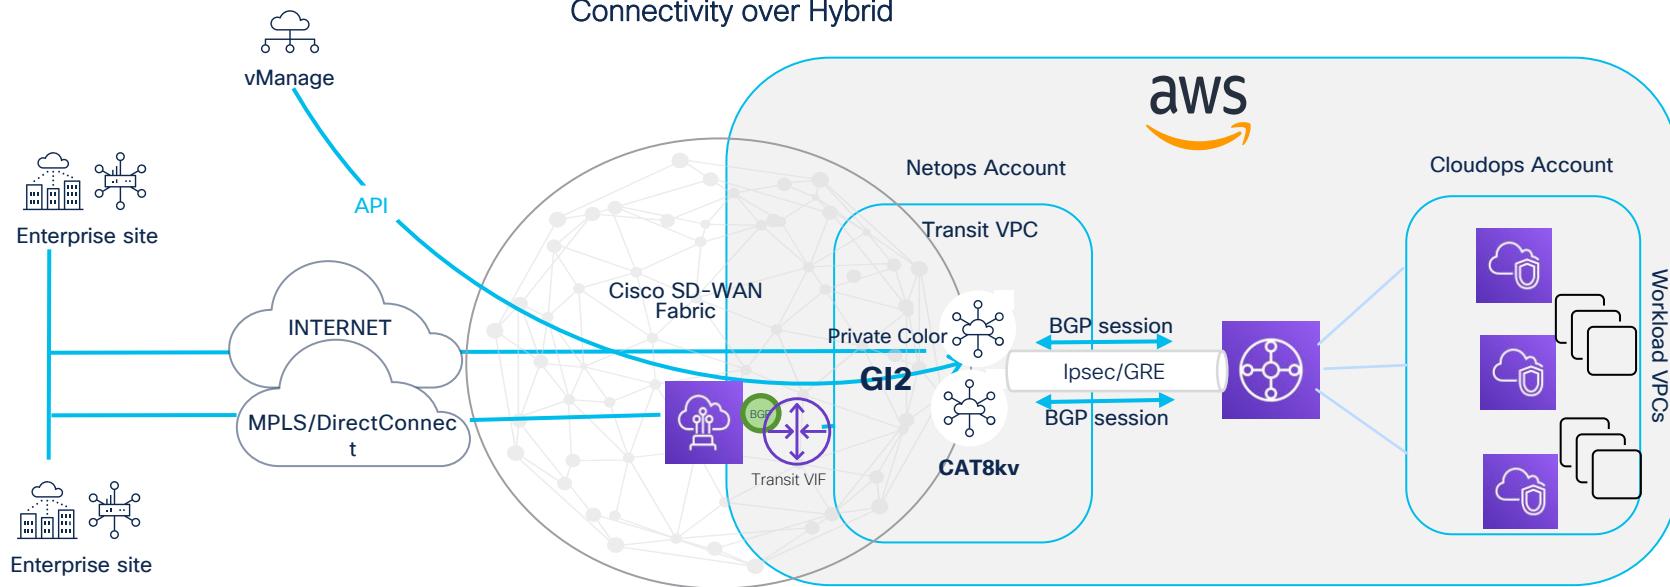 Connectivity over Hybrid
vManage
aws
Netops Account
Cloudops Account
API
Enterprise site
Transit VPC
Cisco SD-WAN
Fabric
INTERNET
Private Color
BGP session
GI2
Ipsec/GRE
Workload VPCs
BGP
MPLS/DirectConnec
t
BGP session
CAT8kv
Transit VIF
Enterprise site